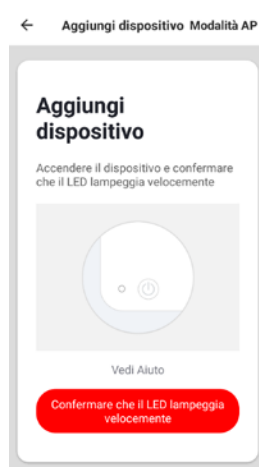 Aggiungi dispositivo Modalità AP
Aggiungi
dispositivo
Accendere il dispositivo e confermare
che il LED lampeggia velocemente
Vedi Aiuto
Confermare che il LED lampeggia
velocemente